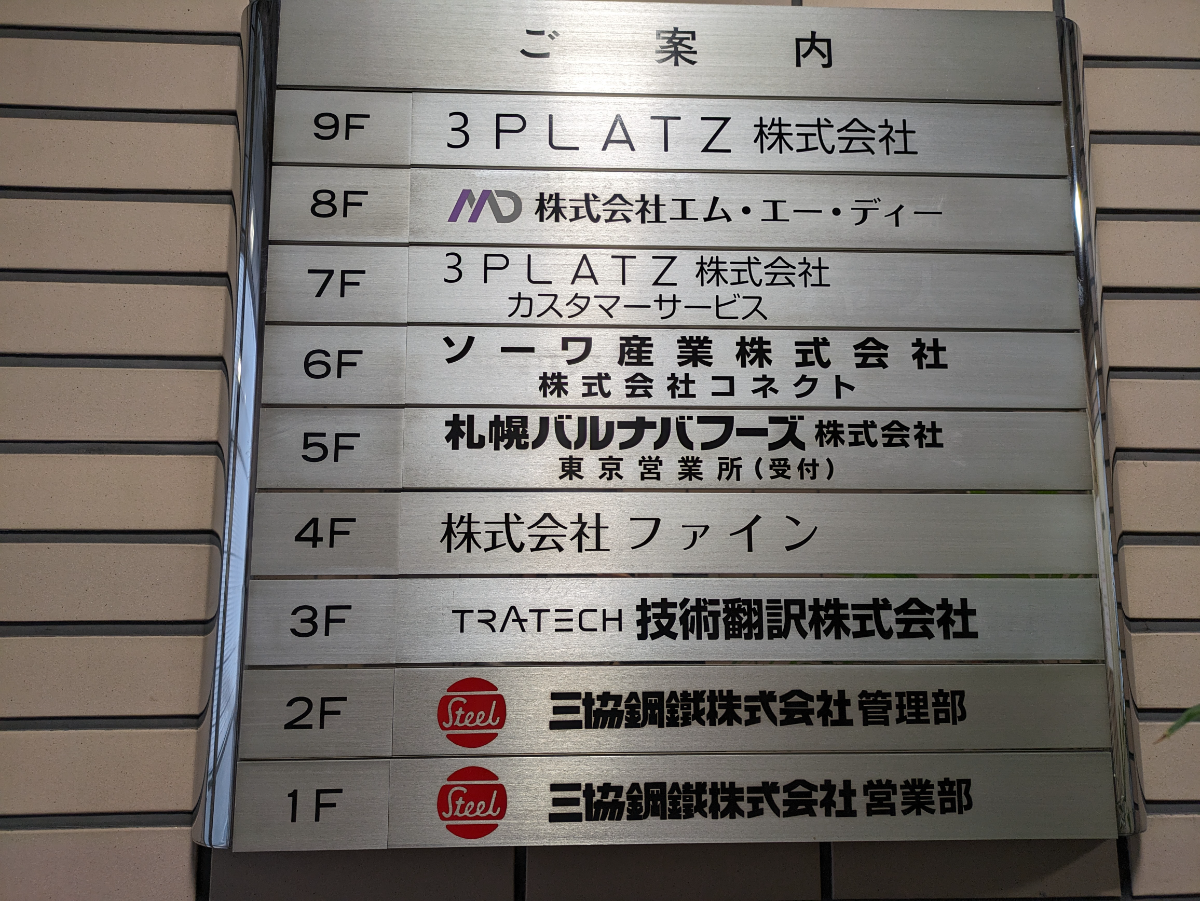 ご案内
9F 3PLATZ 株式会社
8F MD 株式会社エム・エー・ディー
7F 3PLATZ 株式会社
カスタマーサービス
6F ソーワ産業株式会社
株式会社コネクト
5F 札幌バルナバフーズ株式会社
東京営業所(受付)
4F 株式会社ファイン
3F TRATECH 技術翻訳株式会社
2F Steel 三協鋼鐵株式会社管理部
1F Steel 三協鋼鐵株式会社営業部